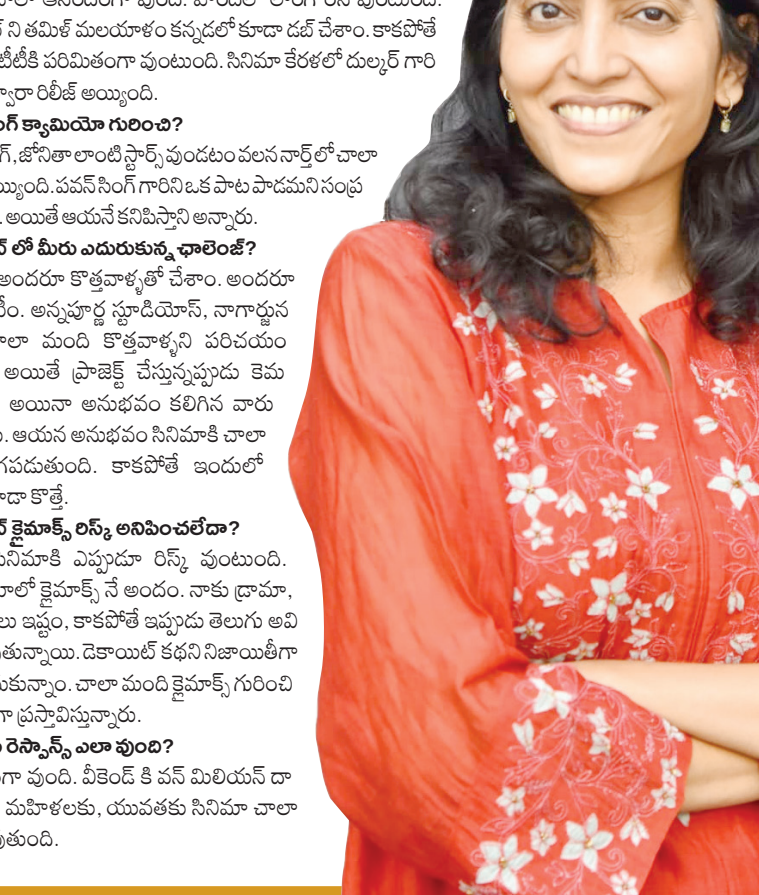 ఆనందంగా వుంది.
ని తమిళ్ మలయాళం కన్నడలో కూడా డబ్ చేశాం. కాకపోతే
టీటీకి పరిమితంగా వుంటుంది. సినిమా కేరళలో దుల్కర్ గారి
ద్వారా రిలీజ్ అయ్యింది.
క్యామియో గురించి?
జోనితా లాంటి స్టార్స్ వుండటం వలన నార్త్ లో చాలా
య్యింది. పవన్ సింగ్ గారిని ఒక పాట పాడమని సంప్ర
అయితే ఆయనే కనిపిస్తాని అన్నారు.
లో మీరు ఎదురుకున్న ఛాలెంజ్?
అందరూ కొత్తవాళ్ళతో చేశాం. అందరూ
అన్నపూర్ణ స్టూడియోస్, నాగార్జున
చాలా మంది కొత్తవాళ్ళని పరిచయం
అయితే ప్రాజెక్ట్ చేస్తున్నప్పుడు కెమ
అయినా అనుభవం కలిగిన వారు
ఆయన అనుభవం సినిమాకి చాలా
గపడుతుంది. కాకపోతే ఇందులో
కూడా కొత్తే.
క్లైమాక్స్ రిస్క్ అనిపించలేదా?
సినిమాకి ఎప్పుడూ రిస్క్ వుంటుంది.
మాలో క్లైమాక్స్ నే అందం. నాకు డ్రామా,
లు ఇష్టం, కాకపోతే ఇప్పుడు తెలుగు అవి
తున్నాయి. డెకాయిట్ కథని నిజాయితీగా
కున్నాం. చాలా మంది క్లైమాక్స్ గురించి
గా ప్రస్తావిస్తున్నారు.
రెస్పాన్స్ ఎలా వుంది?
గా వుంది. వీకెండ్ కి వన్ మిలియన్ దా
మహిళలకు, యువతకు సినిమా చాలా
తుంది.